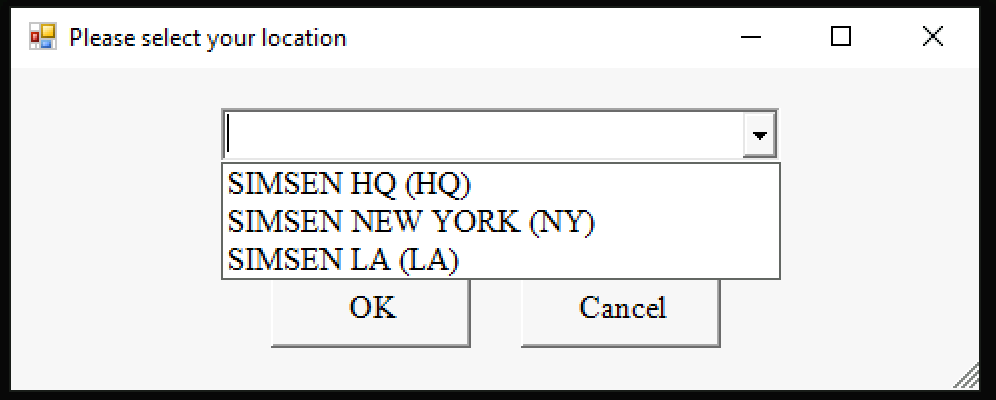 Please select your location
SIMSEN HQ (HQ)
SIMSEN NEW YORK (NY)
SIMSEN LA (LA)
OK
Cancel